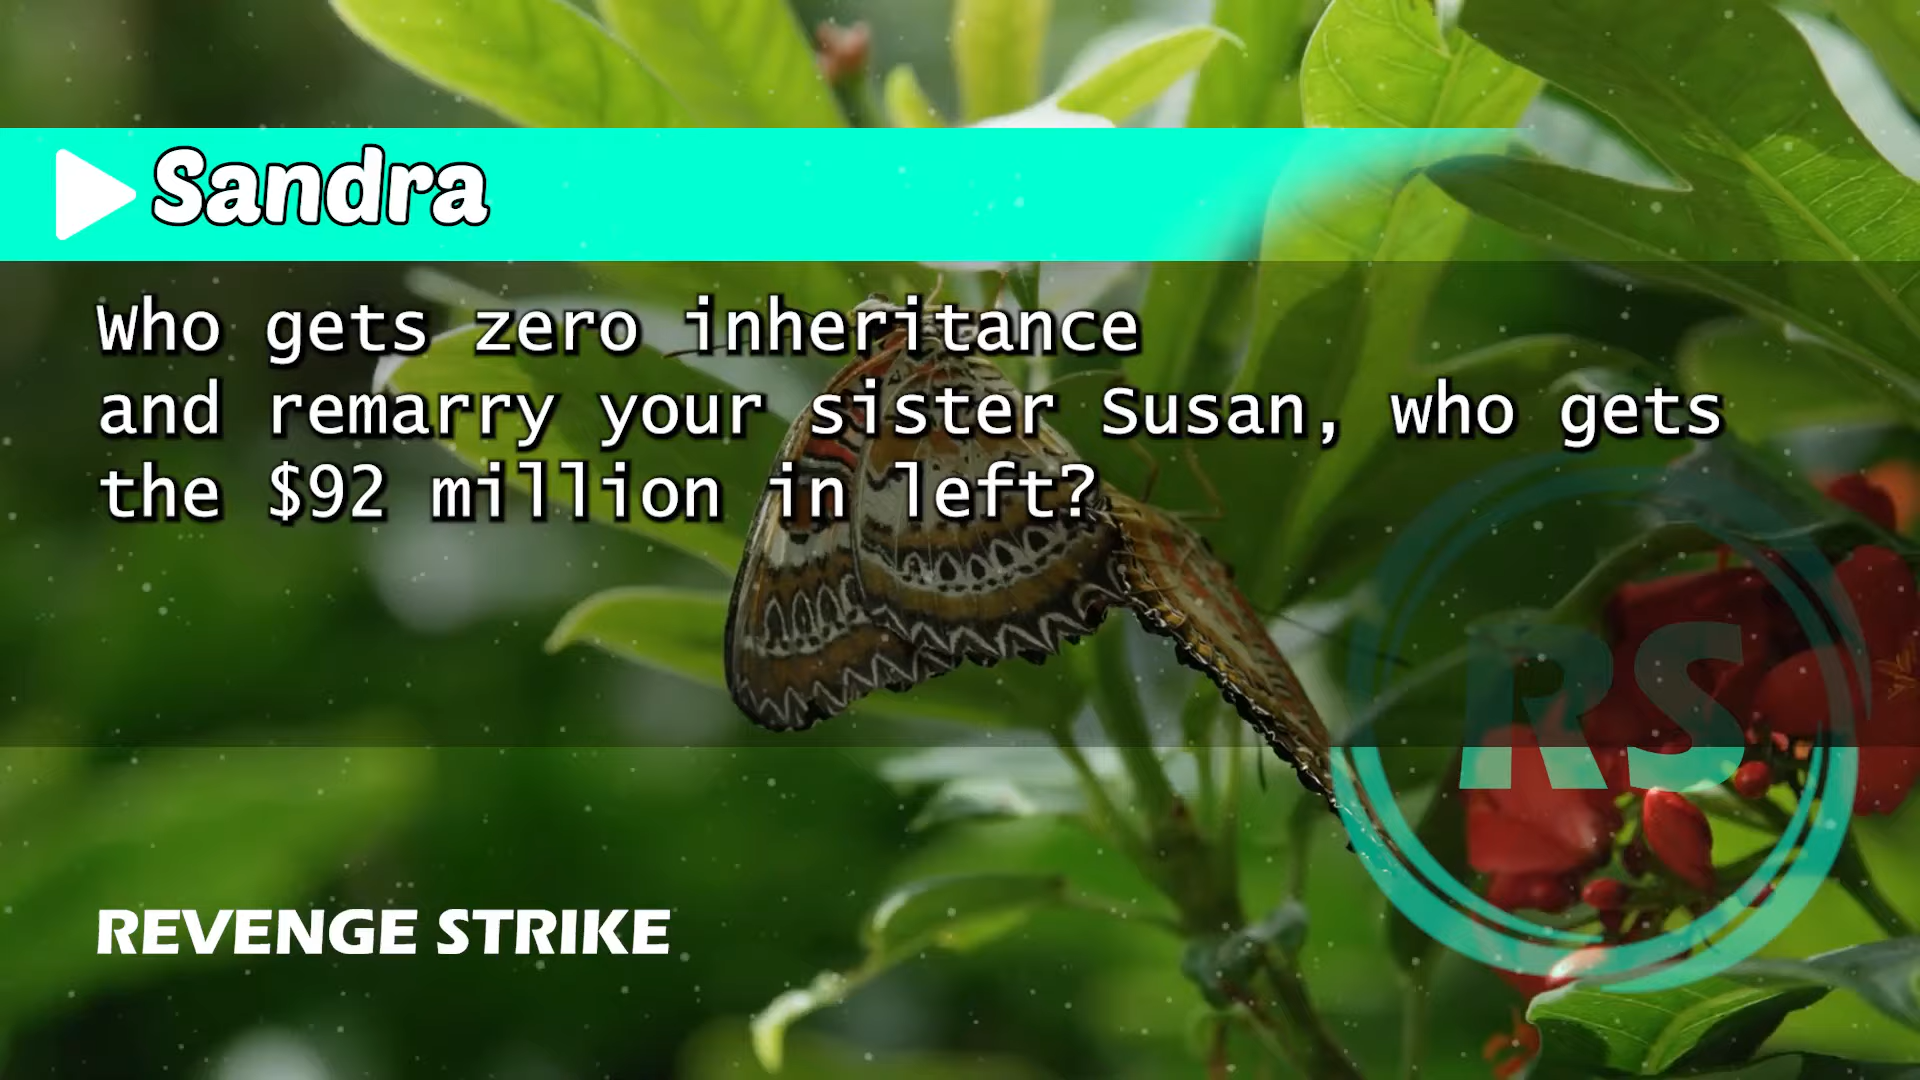 Sandra
Who gets zero inheritance
and remarry your sister Susan, who gets
the $92 million in left?
RS
REVENGE STRIKE